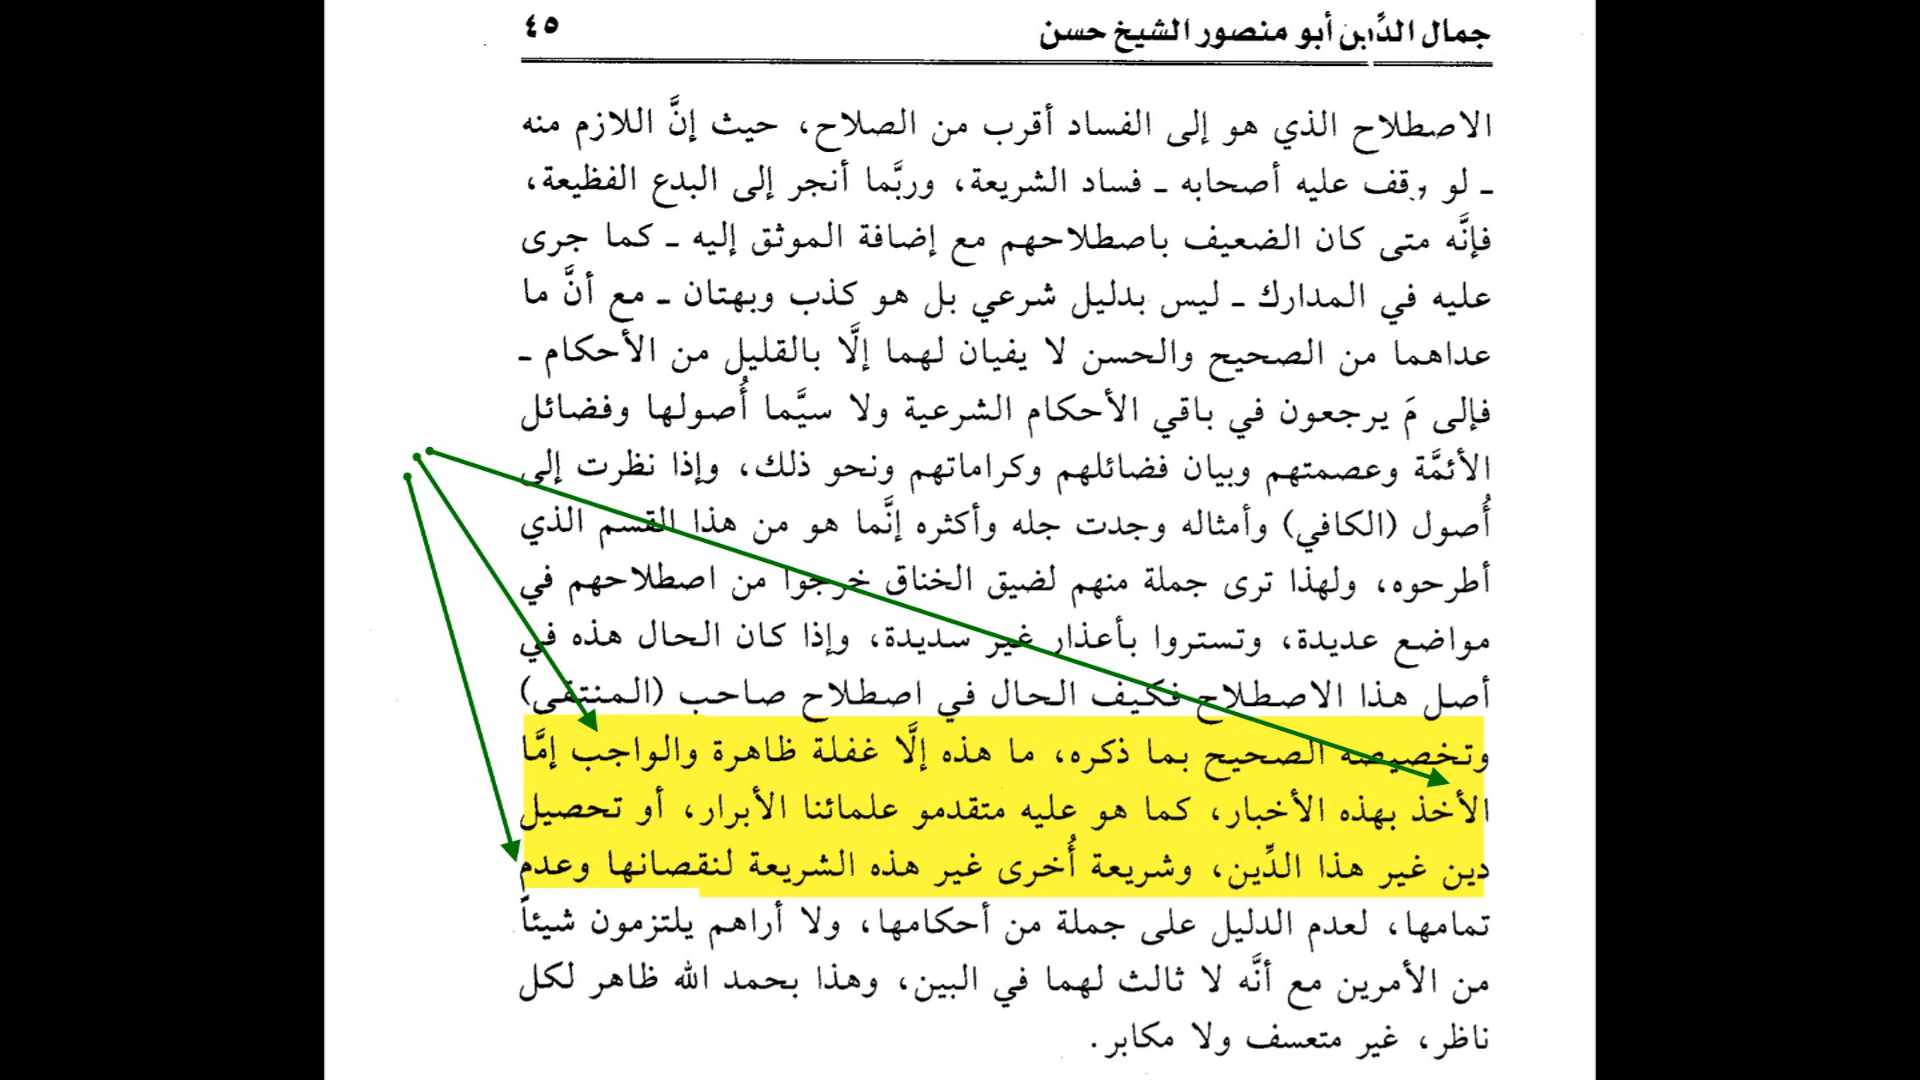 جمال الدِّين أبو منصور الشيخ حسن ٤٥
الاصطلاح الذي هو إلى الفساد أقرب من الصلاح، حيث إنَّ اللازم منه
ـ لو وقف عليه أصحابه ـ فساد الشريعة، وربَّما أنجر إلى البدع الفظيعة،
فإنَّه متى كان الضعيف باصطلاحهم مع إضافة الموثق إليه ـ كما جرى
عليه في المدارك ـ ليس بدليل شرعي بل هو كذب وبهتان ـ مع أنَّ ما
عداهما من الصحيح والحسن لا يفيان لهما إلَّا بالقليل من الأحكام ـ
فإلى مَ يرجعون في باقي الأحكام الشرعية ولا سيَّما أُصولها وفضائل
الأئمَّة وعصمتهم وبيان فضائلهم وكراماتهم ونحو ذلك، وإذا نظرت إلى
أُصول (الكافي) وأمثاله وجدت جله وأكثره إنَّما هو من هذا القسم الذي
أطرحوه، ولهذا ترى جملة منهم لضيق الخناق خرجوا من اصطلاحهم في
مواضع عديدة، وتستروا بأعذار غير سديدة، وإذا كان الحال هذه في
أصل هذا الاصطلاح فكيف الحال في اصطلاح صاحب (المنتقى)
وتخصيصه الصحيح بما ذكره، ما هذه إلَّا غفلة ظاهرة والواجب إمَّا
الأخذ بهذه الأخبار، كما هو عليه متقدمو علمائنا الأبرار، أو تحصيل
دين غير هذا الدِّين، وشريعة أُخرى غير هذه الشريعة لنقصانها وعدم
تمامها، لعدم الدليل على جملة من أحكامها، ولا أراهم يلتزمون شيئاً
من الأمرين مع أنَّه لا ثالث لهما في البين، وهذا بحمد الله ظاهر لكل
ناظر، غير متعسف ولا مكابر.